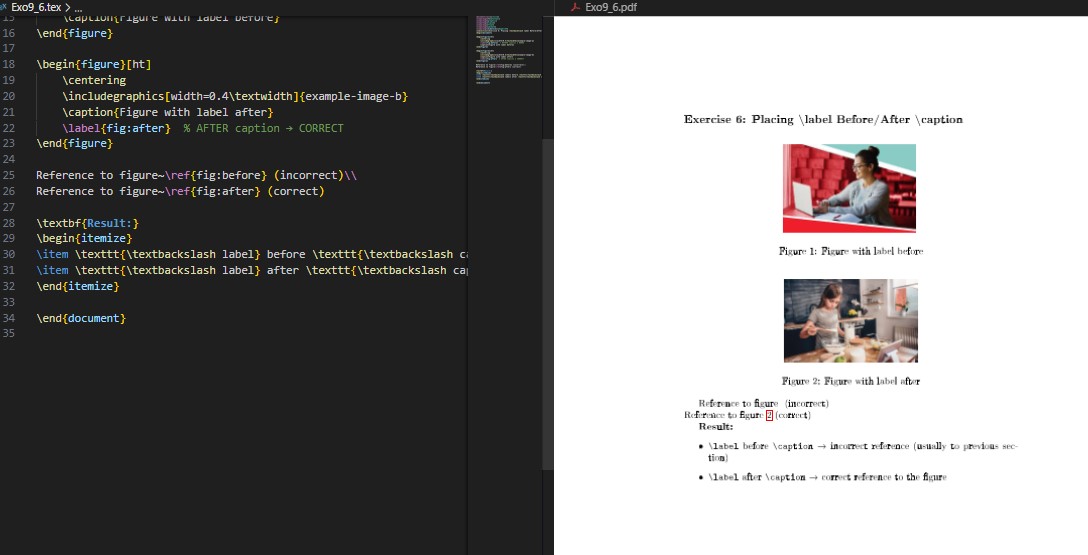 Exo9_6.tex > ...
15 \caption{Figure with label before}
16 \end{figure}
17
18 \begin{figure}[ht]
19 \centering
20 \includegraphics[width=0.4\textwidth]{example-image-b}
21 \caption{Figure with label after}
22 \label{fig:after} % AFTER caption → CORRECT
23 \end{figure}
24
25 Reference to figure~\ref{fig:before} (incorrect)\\
26 Reference to figure~\ref{fig:after} (correct)
27
28 \textbf{Result:}
29 \begin{itemize}
30 \item \texttt{\textbackslash label} before \texttt{\textbackslash ca
31 \item \texttt{\textbackslash label} after \texttt{\textbackslash cap
32 \end{itemize}
33
34 \end{document}
35
Exo9_6.pdf
Exercise 6: Placing \label Before/After \caption
Figure 1: Figure with label before
Figure 2: Figure with label after
Reference to figure (incorrect)
Reference to figure 2 (correct)
Result:
• \label before \caption → incorrect reference (usually to previous sec-
tion)
• \label after \caption → correct reference to the figure